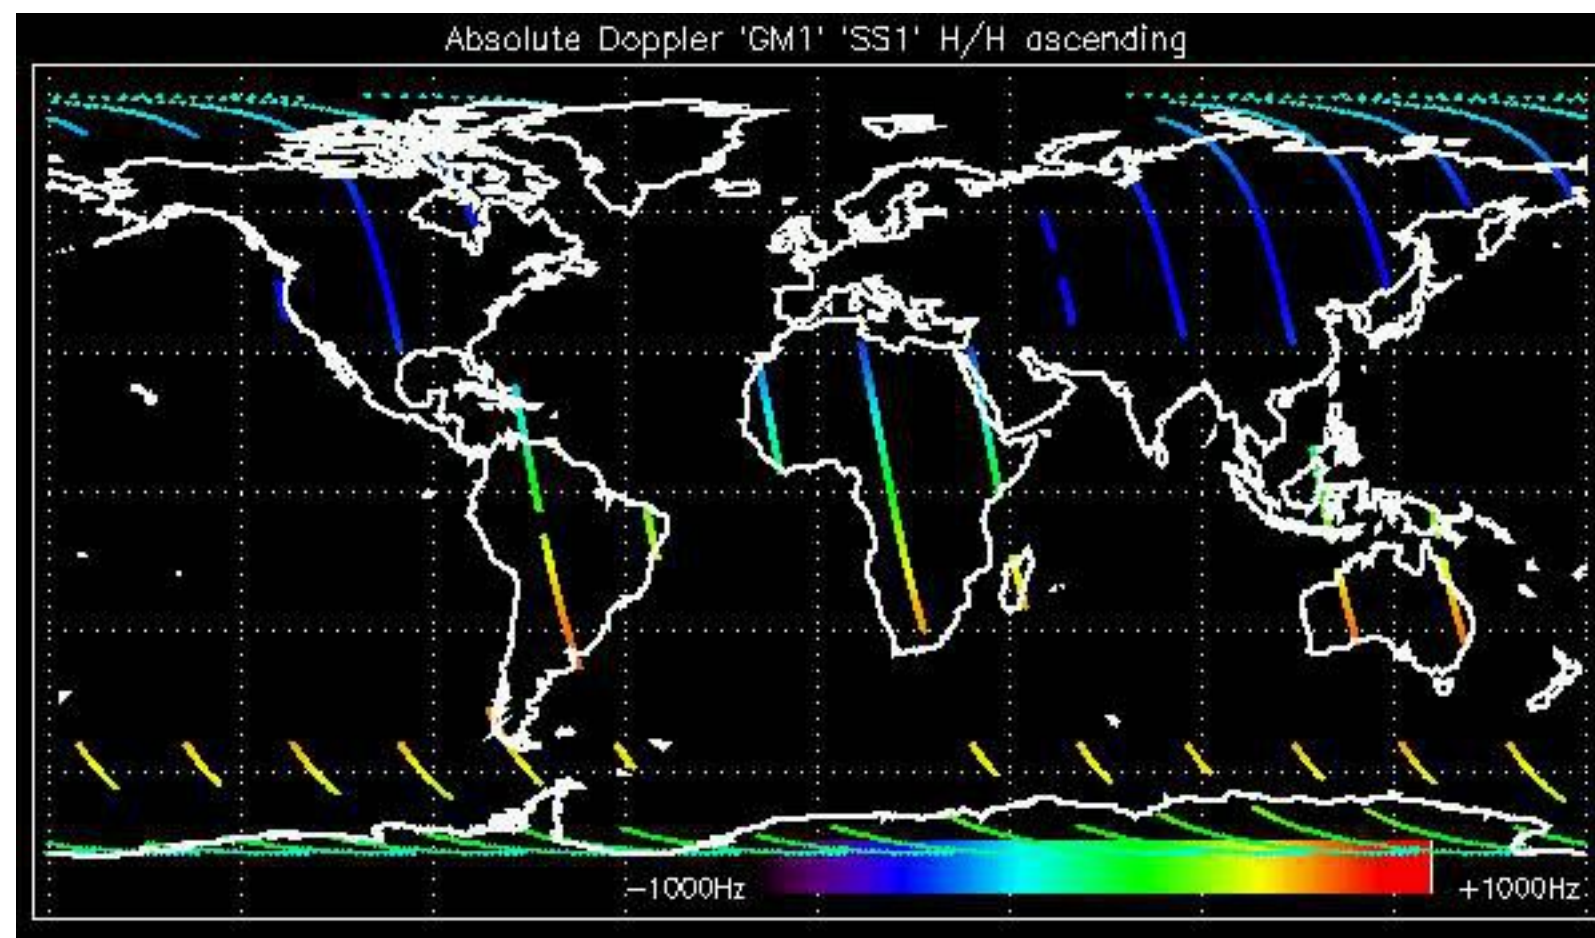 Absolute Doppler 'GM1' 'SS1' H/H ascending
−1000Hz
+1000Hz